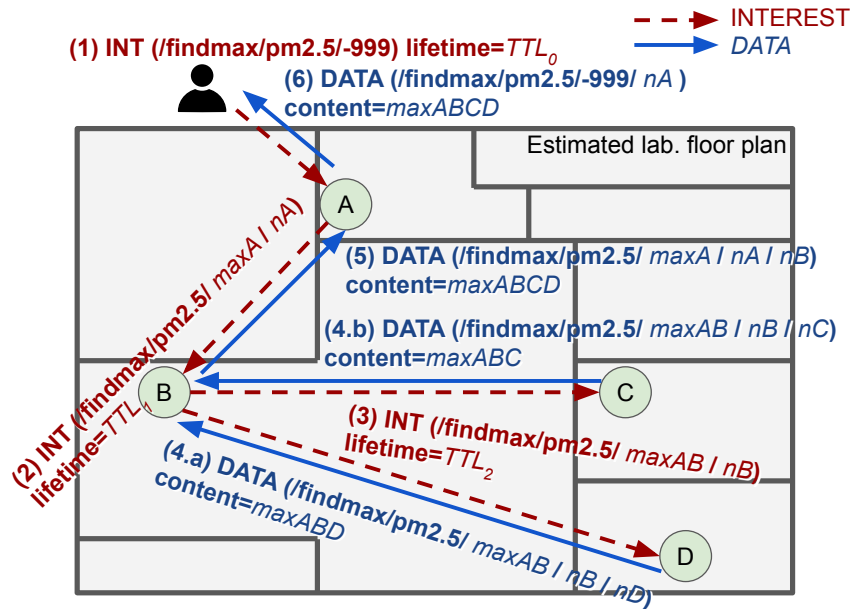 INTEREST
DATA
(1) INT (/findmax/pm2.5/-999) lifetime=TTL0
(6) DATA (/findmax/pm2.5/-999/ nA )
content=maxABCD
Estimated lab. floor plan
A
(2) INT (/findmax/pm2.5/ maxA / nA)
lifetime=TTL1
(5) DATA (/findmax/pm2.5/ maxA / nA / nB)
content=maxABCD
(4.b) DATA (/findmax/pm2.5/ maxAB / nB / nC)
content=maxABC
B
C
(3) INT (/findmax/pm2.5/ maxAB / nB)
lifetime=TTL2
(4.a) DATA (/findmax/pm2.5/ maxAB / nB / nD)
content=maxABD
D